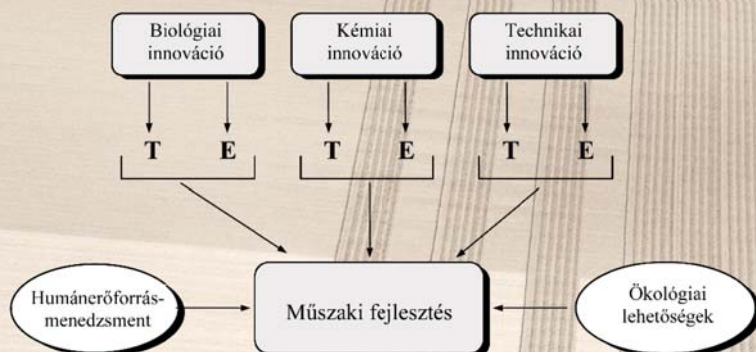 Biológiai
innováció
Kémiai
innováció
Technikai
innováció
T E T E T E
Humánerőforrás-
menedzsment
Műszaki fejlesztés
Ökológiai
lehetőségek